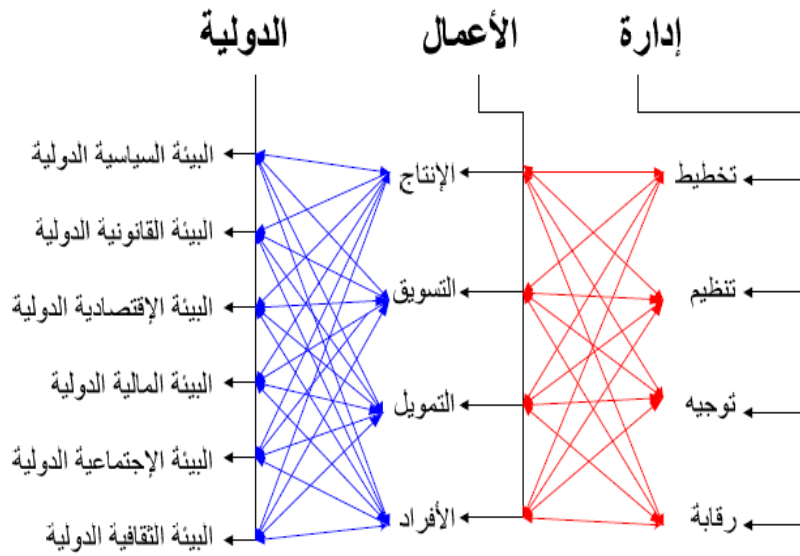 إدارة الأعمال الدولية
تخطيط
تنظيم
توجيه
رقابة
الإنتاج
التسويق
التمويل
الأفراد
البيئة السياسية الدولية
البيئة القانونية الدولية
البيئة الإقتصادية الدولية
البيئة المالية الدولية
البيئة الإجتماعية الدولية
البيئة الثقافية الدولية